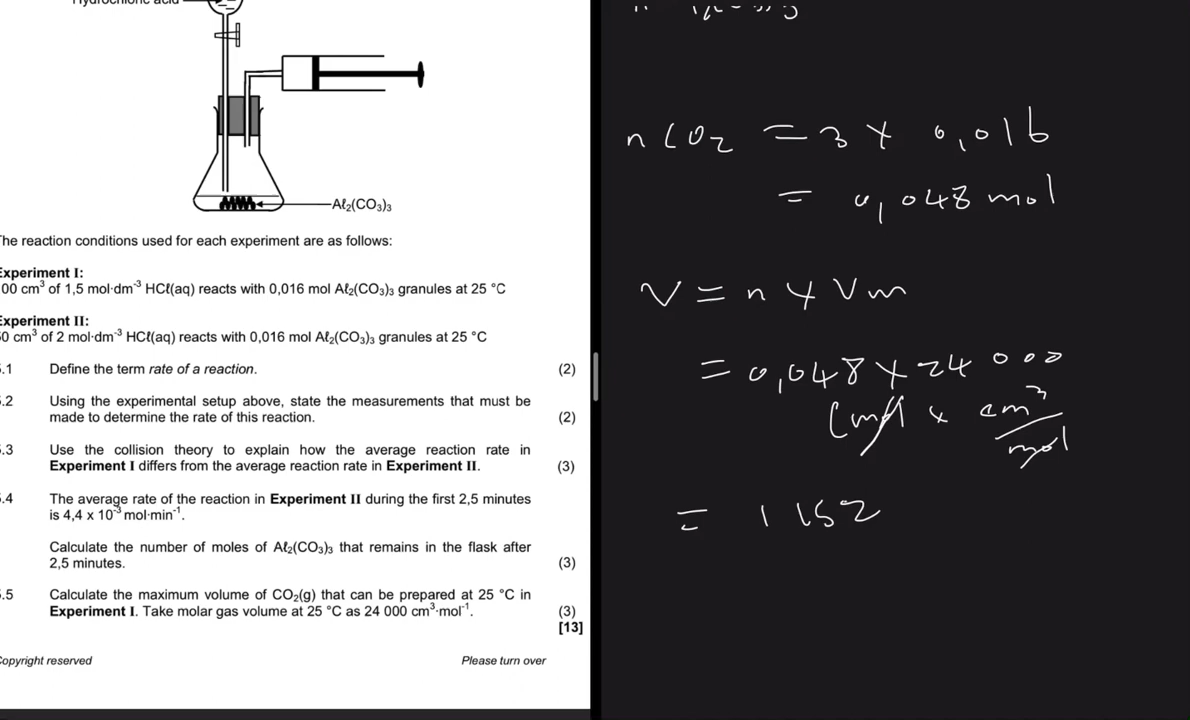 Hydrochloric acid
Aℓ₂(CO₃)₃
The reaction conditions used for each experiment are as follows:
Experiment I:
00 cm³ of 1,5 mol·dm⁻³ HCℓ(aq) reacts with 0,016 mol Aℓ₂(CO₃)₃ granules at 25 °C
Experiment II:
0 cm³ of 2 mol·dm⁻³ HCℓ(aq) reacts with 0,016 mol Aℓ₂(CO₃)₃ granules at 25 °C
.1 Define the term rate of a reaction. (2)
.2 Using the experimental setup above, state the measurements that must be
made to determine the rate of this reaction. (2)
.3 Use the collision theory to explain how the average reaction rate in
Experiment I differs from the average reaction rate in Experiment II. (3)
.4 The average rate of the reaction in Experiment II during the first 2,5 minutes
is 4,4 x 10⁻³ mol·min⁻¹.
Calculate the number of moles of Aℓ₂(CO₃)₃ that remains in the flask after
2,5 minutes. (3)
.5 Calculate the maximum volume of CO₂(g) that can be prepared at 25 °C in
Experiment I. Take molar gas volume at 25 °C as 24 000 cm³·mol⁻¹. (3)
[13]
Copyright reserved Please turn over
n CO₂ = 3 × 0,016
= 0,048 mol
V = n × Vm
= 0,048 × 24 000
(mol × cm³/mol
= 1 152